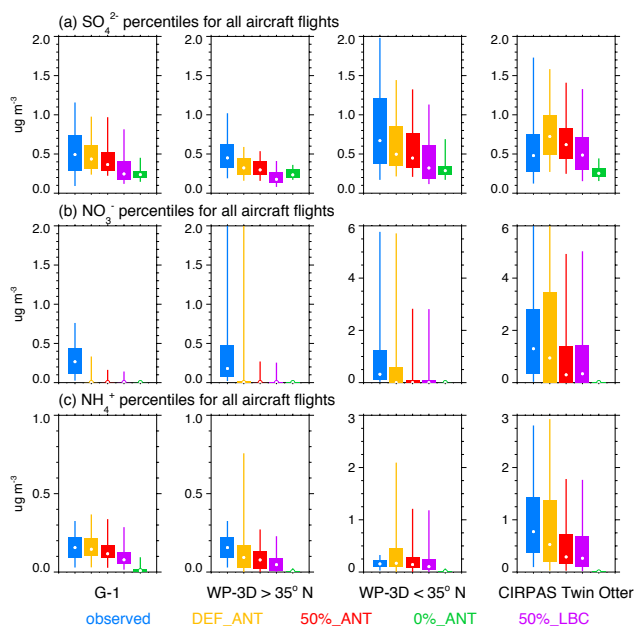 (a) SO₄²⁻ percentiles for all aircraft flights
ug m⁻³
2.0 1.5 1.0 0.5 0.0
2.0 1.5 1.0 0.5 0.0
2.0 1.5 1.0 0.5 0.0
2.0 1.5 1.0 0.5 0.0
(b) NO₃⁻ percentiles for all aircraft flights
ug m⁻³
2.0 1.5 1.0 0.5 0.0
2.0 1.5 1.0 0.5 0.0
6 4 2 0
6 4 2 0
(c) NH₄⁺ percentiles for all aircraft flights
ug m⁻³
1.0 0.5 0.0
1.0 0.5 0.0
3 2 1 0
3 2 1 0
G-1 WP-3D > 35° N WP-3D < 35° N CIRPAS Twin Otter
observed DEF_ANT 50%_ANT 0%_ANT 50%_LBC